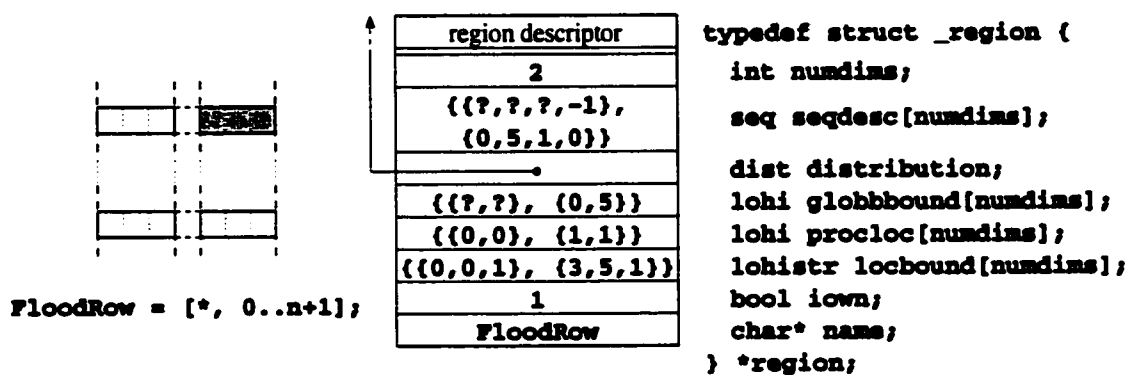 region descriptor
2
{{?,?,?,-1},
{0,5,1,0}}
{{?,?}, {0,5}}
{{0,0}, {1,1}}
{{0,0,1}, {3,5,1}}
1
FloodRow
FloodRow = [*, 0..n+1];
typedef struct _region {
int numdims;
seq seqdesc[numdims];
dist distribution;
lohi globbbound[numdims];
lohi procloc[numdims];
lohistr locbound[numdims];
bool iown;
char* name;
} *region;